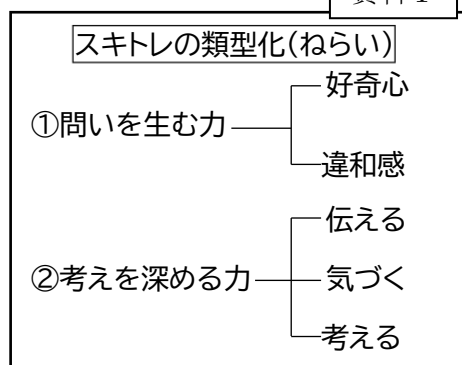 スキトレの類型化(ねらい)
好奇心
①問いを生む力
違和感
伝える
②考えを深める力 気づく
考える